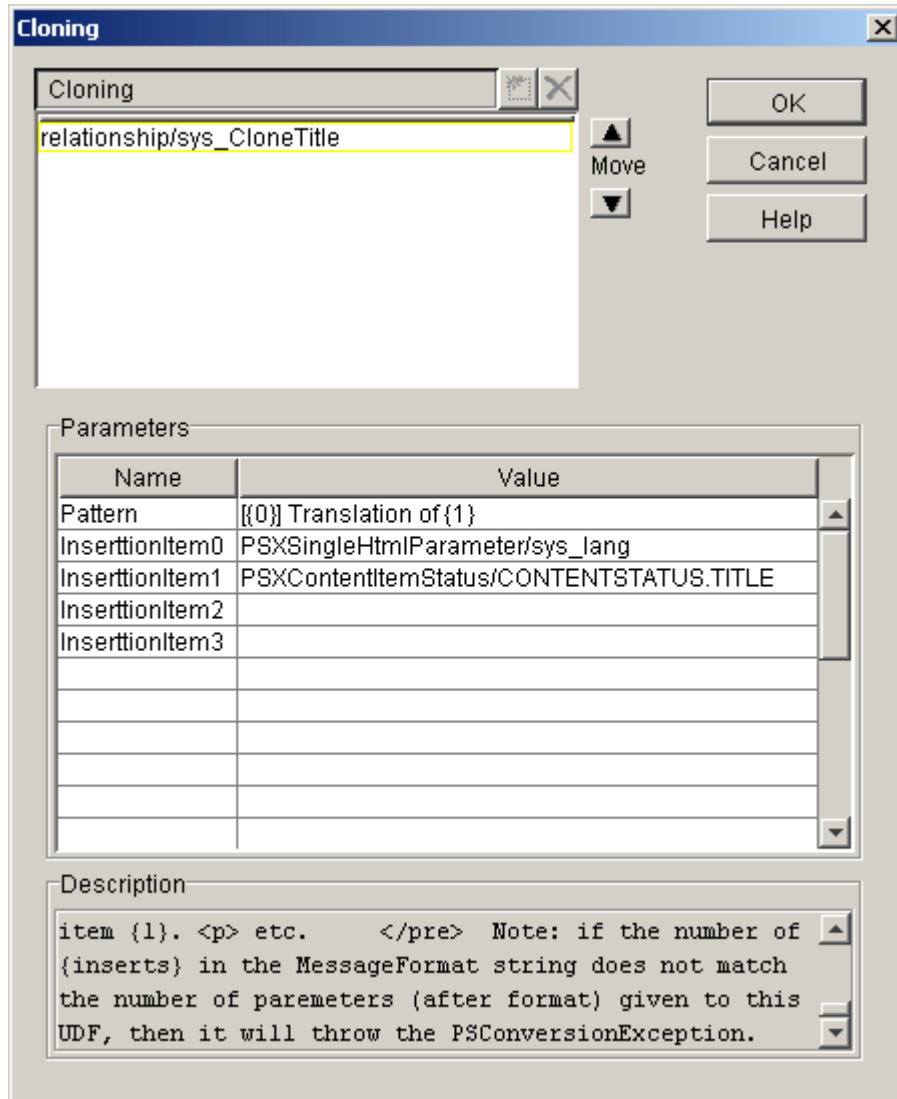 Cloning
Cloning
OK
relationship/sys_CloneTitle
Move
Cancel
Help
Parameters
Name Value
Pattern [{0}] Translation of {1}
InserttionItem0 PSXSingleHtmlParameter/sys_lang
InserttionItem1 PSXContentItemStatus/CONTENTSTATUS.TITLE
InserttionItem2
InserttionItem3
Description
item {1}. <p> etc. </pre> Note: if the number of
{inserts} in the MessageFormat string does not match
the number of paremeters (after format) given to this
UDF, then it will throw the PSConversionException.